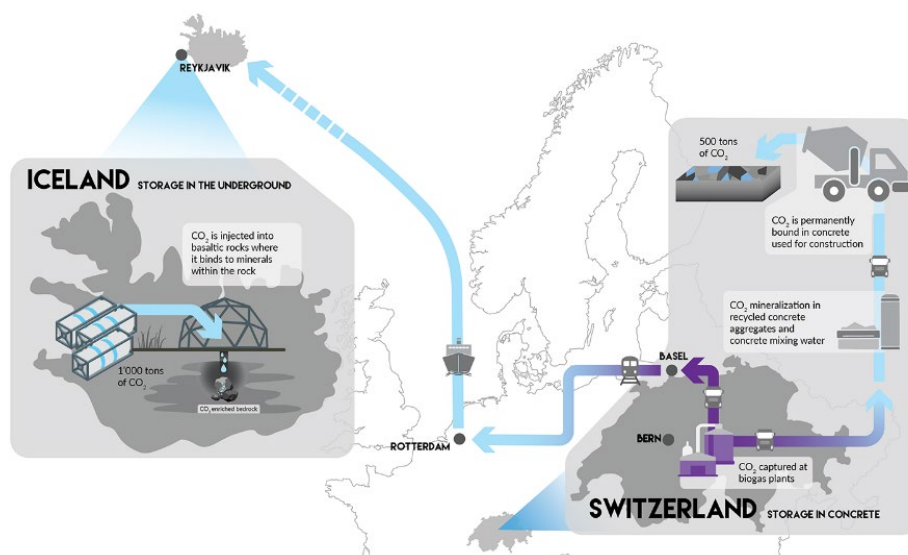 REYKJAVIK
ICELAND STORAGE IN THE UNDERGROUND
CO₂ is injected into
basaltic rocks where
it binds to minerals
within the rock
1'000 tons
of CO₂
CO₂ enriched bedrock
ROTTERDAM
500 tons
of CO₂
CO₂ is permanently
bound in concrete
used for construction
CO₂ mineralization in
recycled concrete
aggregates and
concrete mixing water
BASEL
BERN
CO₂ captured at
biogas plants
SWITZERLAND STORAGE IN CONCRETE